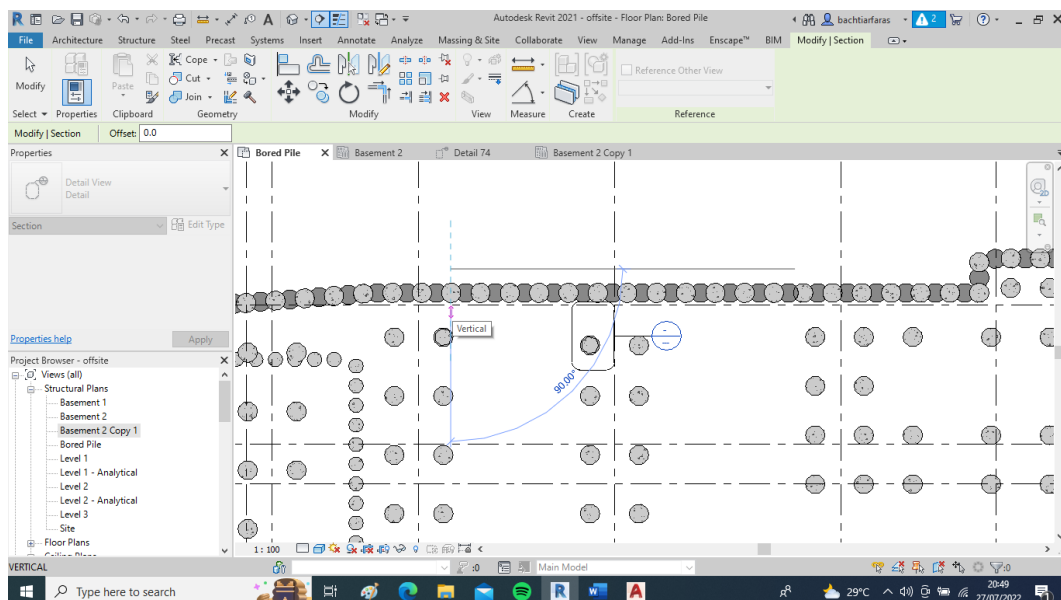 Autodesk Revit 2021 - offsite - Floor Plan: Bored Pile
bachtiarfaras
2
File Architecture Structure Steel Precast Systems Insert Annotate Analyze Massing & Site Collaborate View Manage Add-Ins Enscape™ BIM Modify | Section
Modify
Paste
Cope
Cut
Join
Reference Other View
Select Properties Clipboard Geometry Modify View Measure Create Reference
Modify | Section Offset: 0.0
Properties
Detail View
Detail
Section
Edit Type
Properties help Apply
Bored Pile Basement 2 Detail 74 Basement 2 Copy 1
Vertical
90.00°
Project Browser - offsite
Views (all)
Structural Plans
Basement 1
Basement 2
Basement 2 Copy 1
Bored Pile
Level 1
Level 1 - Analytical
Level 2
Level 2 - Analytical
Level 3
Site
Floor Plans
Ceiling Plans
1 : 100
VERTICAL
:0
Main Model
:0
Type here to search
29°C
20:49
27/07/2022